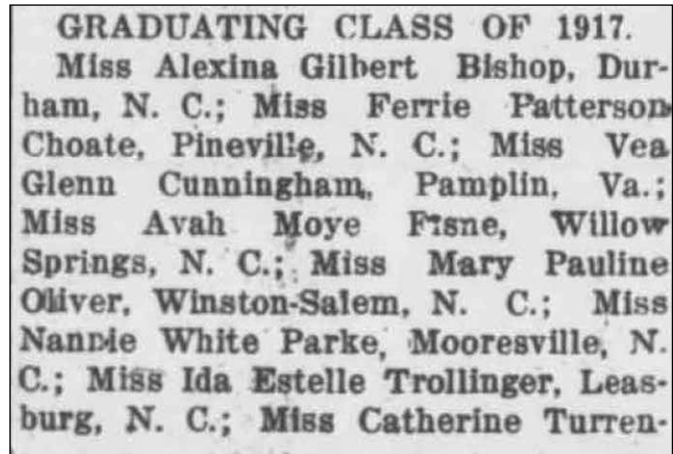 GRADUATING CLASS OF 1917.
Miss Alexina Gilbert Bishop, Dur-
ham, N. C.; Miss Ferrie Patterson
Choate, Pineville, N. C.; Miss Vea
Glenn Cunningham, Pamplin, Va.;
Miss Avah Moye Fisne, Willow
Springs, N. C.; Miss Mary Pauline
Oliver, Winston-Salem, N. C.; Miss
Nannie White Parke, Mooresville, N.
C.; Miss Ida Estelle Trollinger, Leas-
burg, N. C.; Miss Catherine Turren-